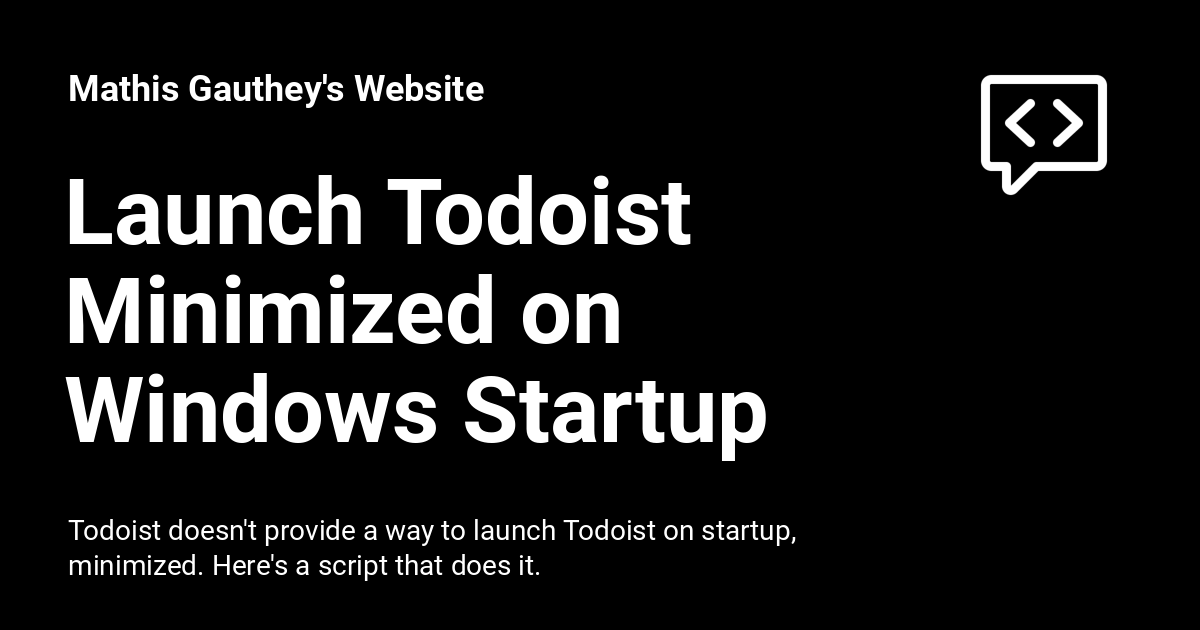 Mathis Gauthey's Website
Launch Todoist
Minimized on
Windows Startup
Todoist doesn't provide a way to launch Todoist on startup,
minimized. Here's a script that does it.